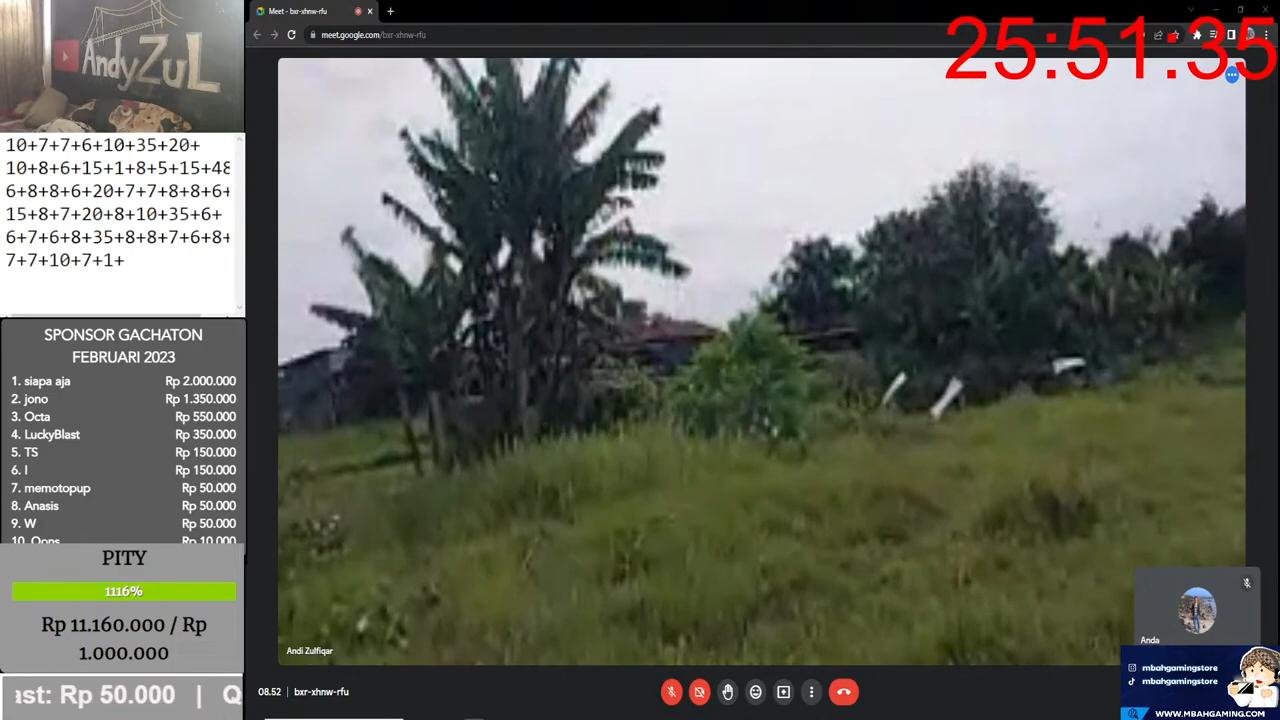 AndyZuL
10+7+7+6+10+35+20+
10+8+6+15+1+8+5+15+48
6+8+8+6+20+7+7+8+8+6+
15+8+7+20+8+10+35+6+
6+7+6+8+35+8+8+7+6+8+
7+7+10+7+1+
SPONSOR GACHATON
FEBRUARI 2023
1. siapa aja Rp 2.000.000
2. jono Rp 1.350.000
3. Octa Rp 550.000
4. LuckyBlast Rp 350.000
5. TS Rp 150.000
6. I Rp 150.000
7. memotopup Rp 50.000
8. Anasis Rp 50.000
9. W Rp 50.000
10. Oops Rp 10.000
PITY
1116%
Rp 11.160.000 / Rp
1.000.000
ast: Rp 50.000 | Q
Meet - bxr-xhnw-rfu
meet.google.com/bxr-xhnw-rfu
25:51:35
Andi Zulfiqar
Anda
08.52 | bxr-xhnw-rfu
mbahgamingstore
mbahgamingstore
WWW.MBAHGAMING.COM